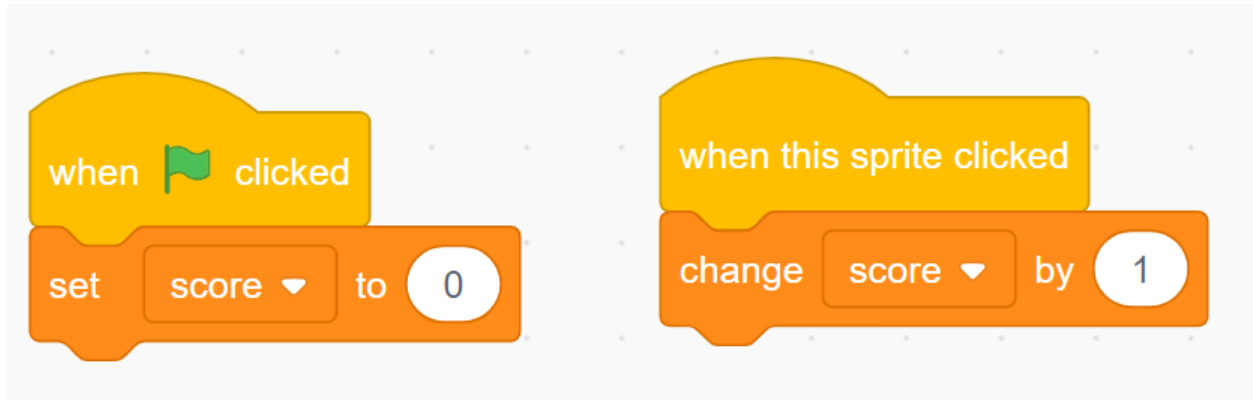 when clicked
set score to 0
when this sprite clicked
change score by 1